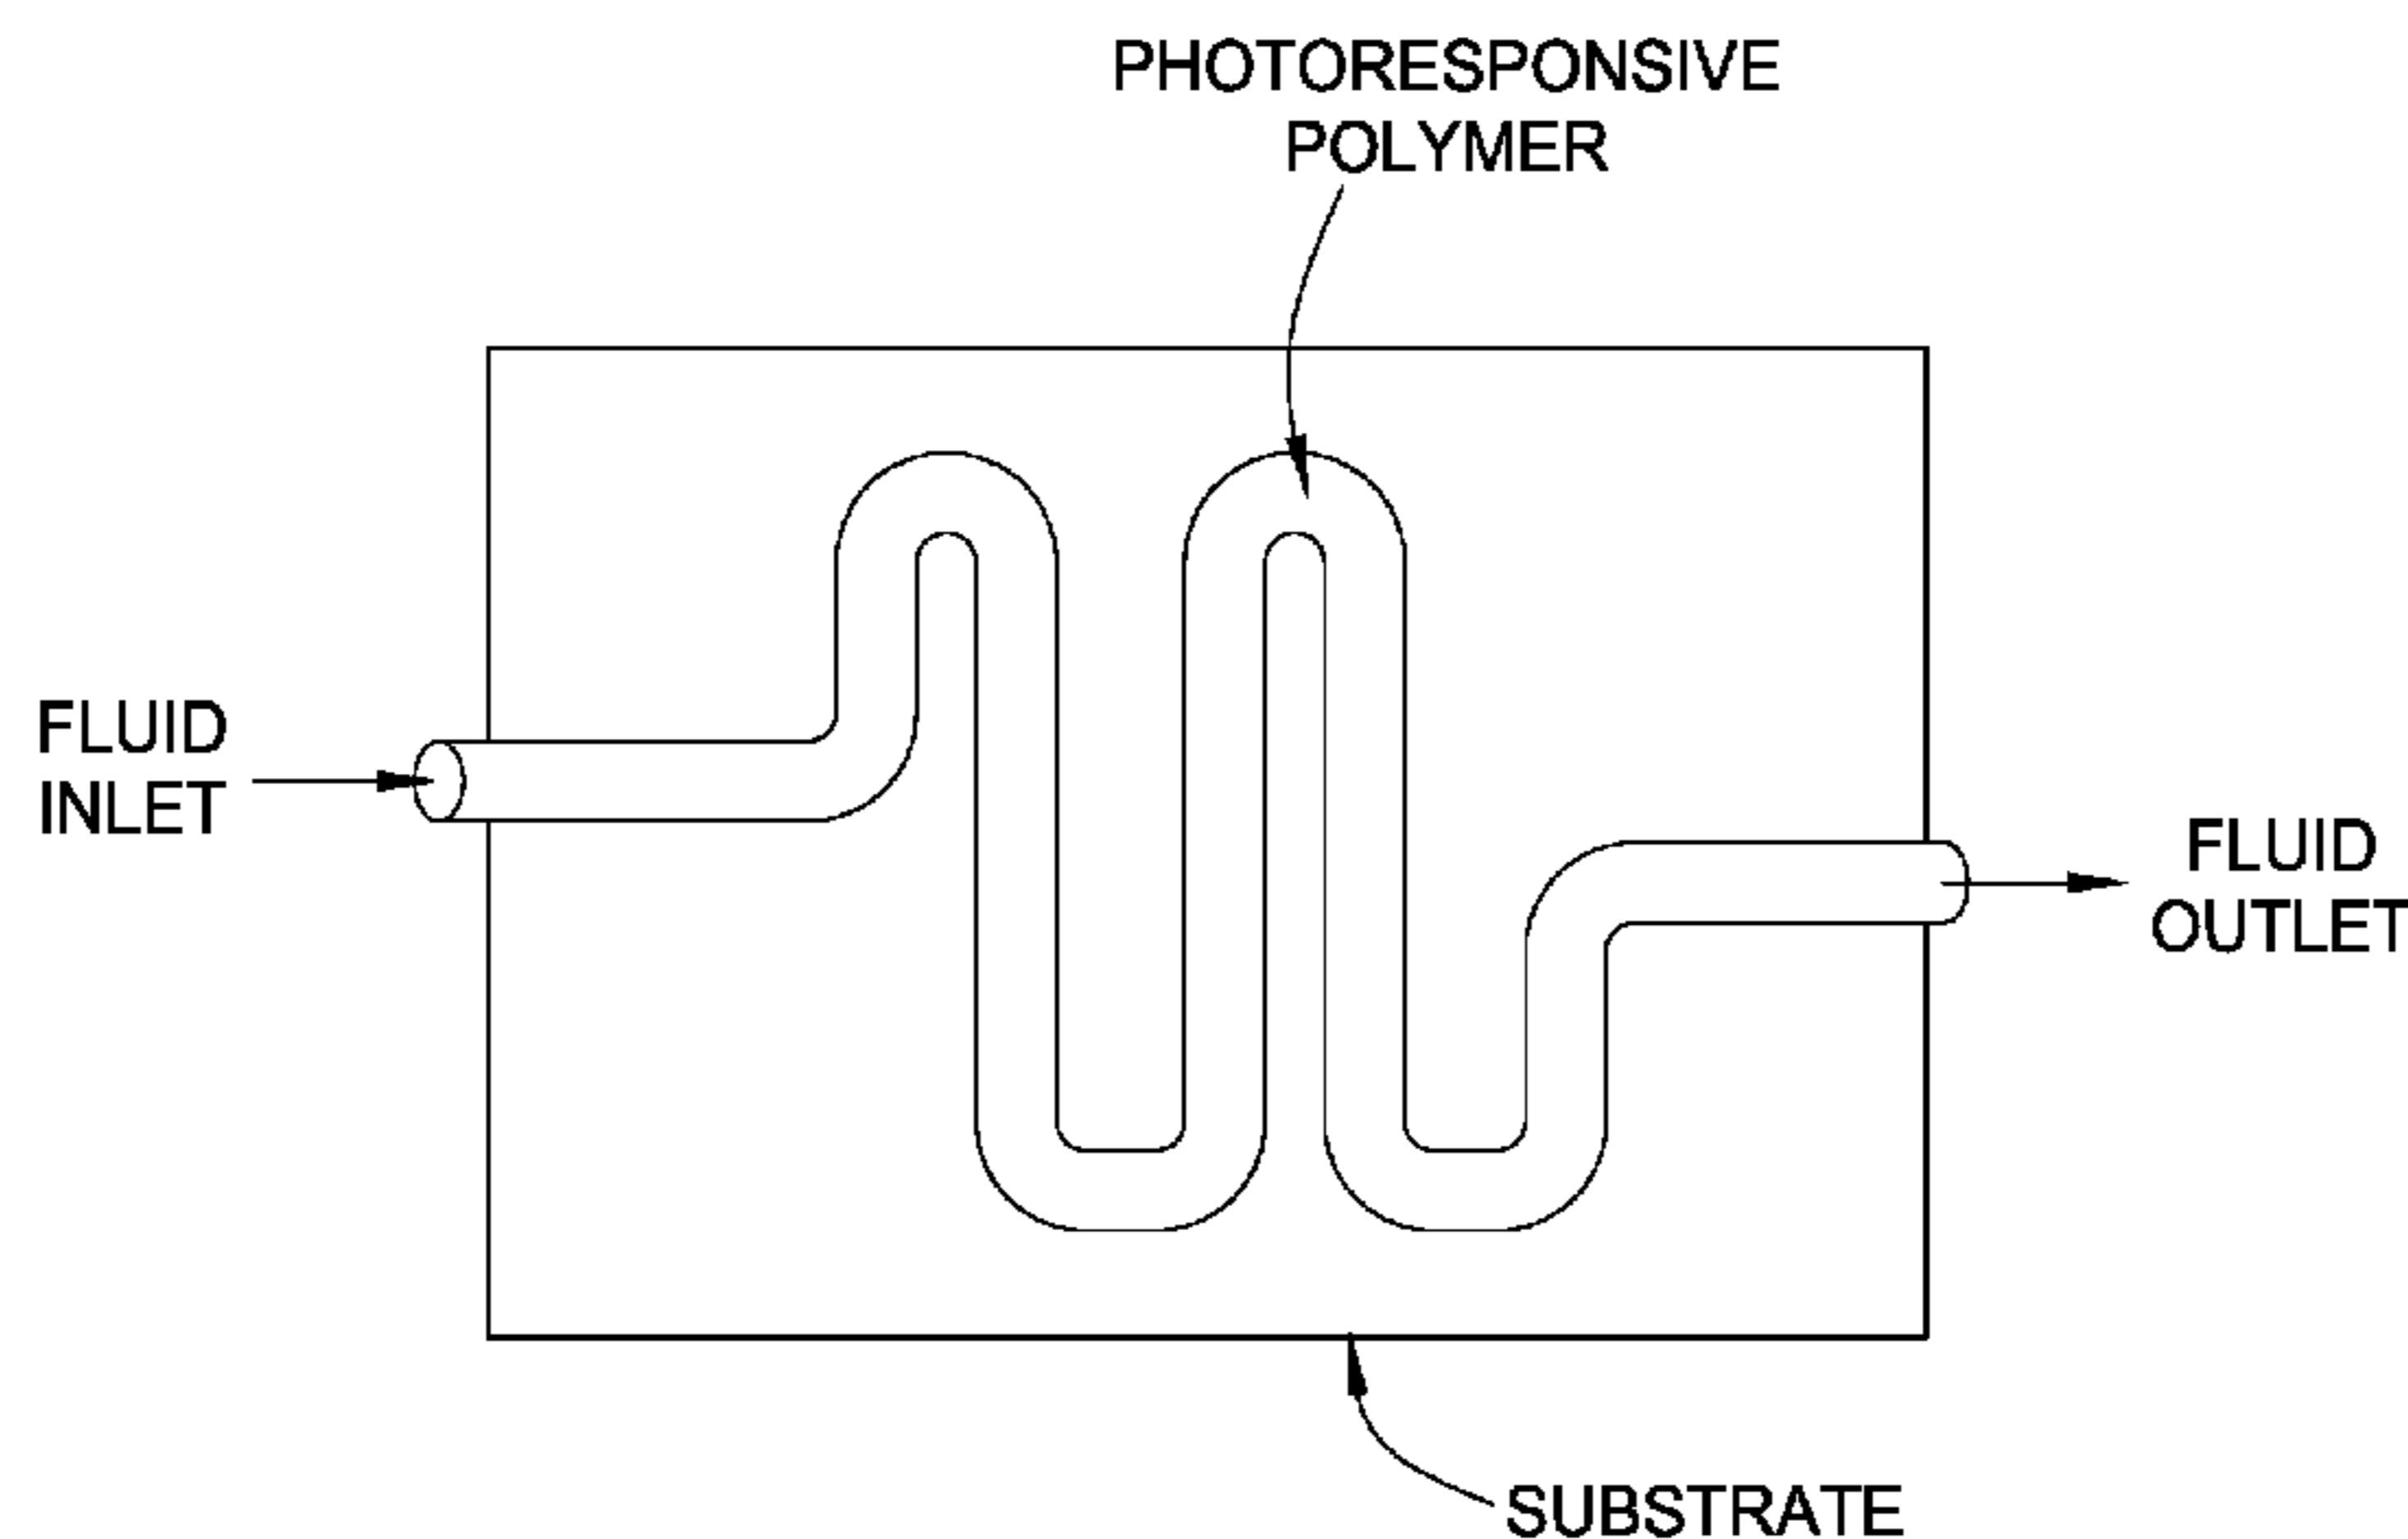 PHOTORESPONSIVE
POLYMER
FLUID
INLET
FLUID
OUTLET
SUBSTRATE